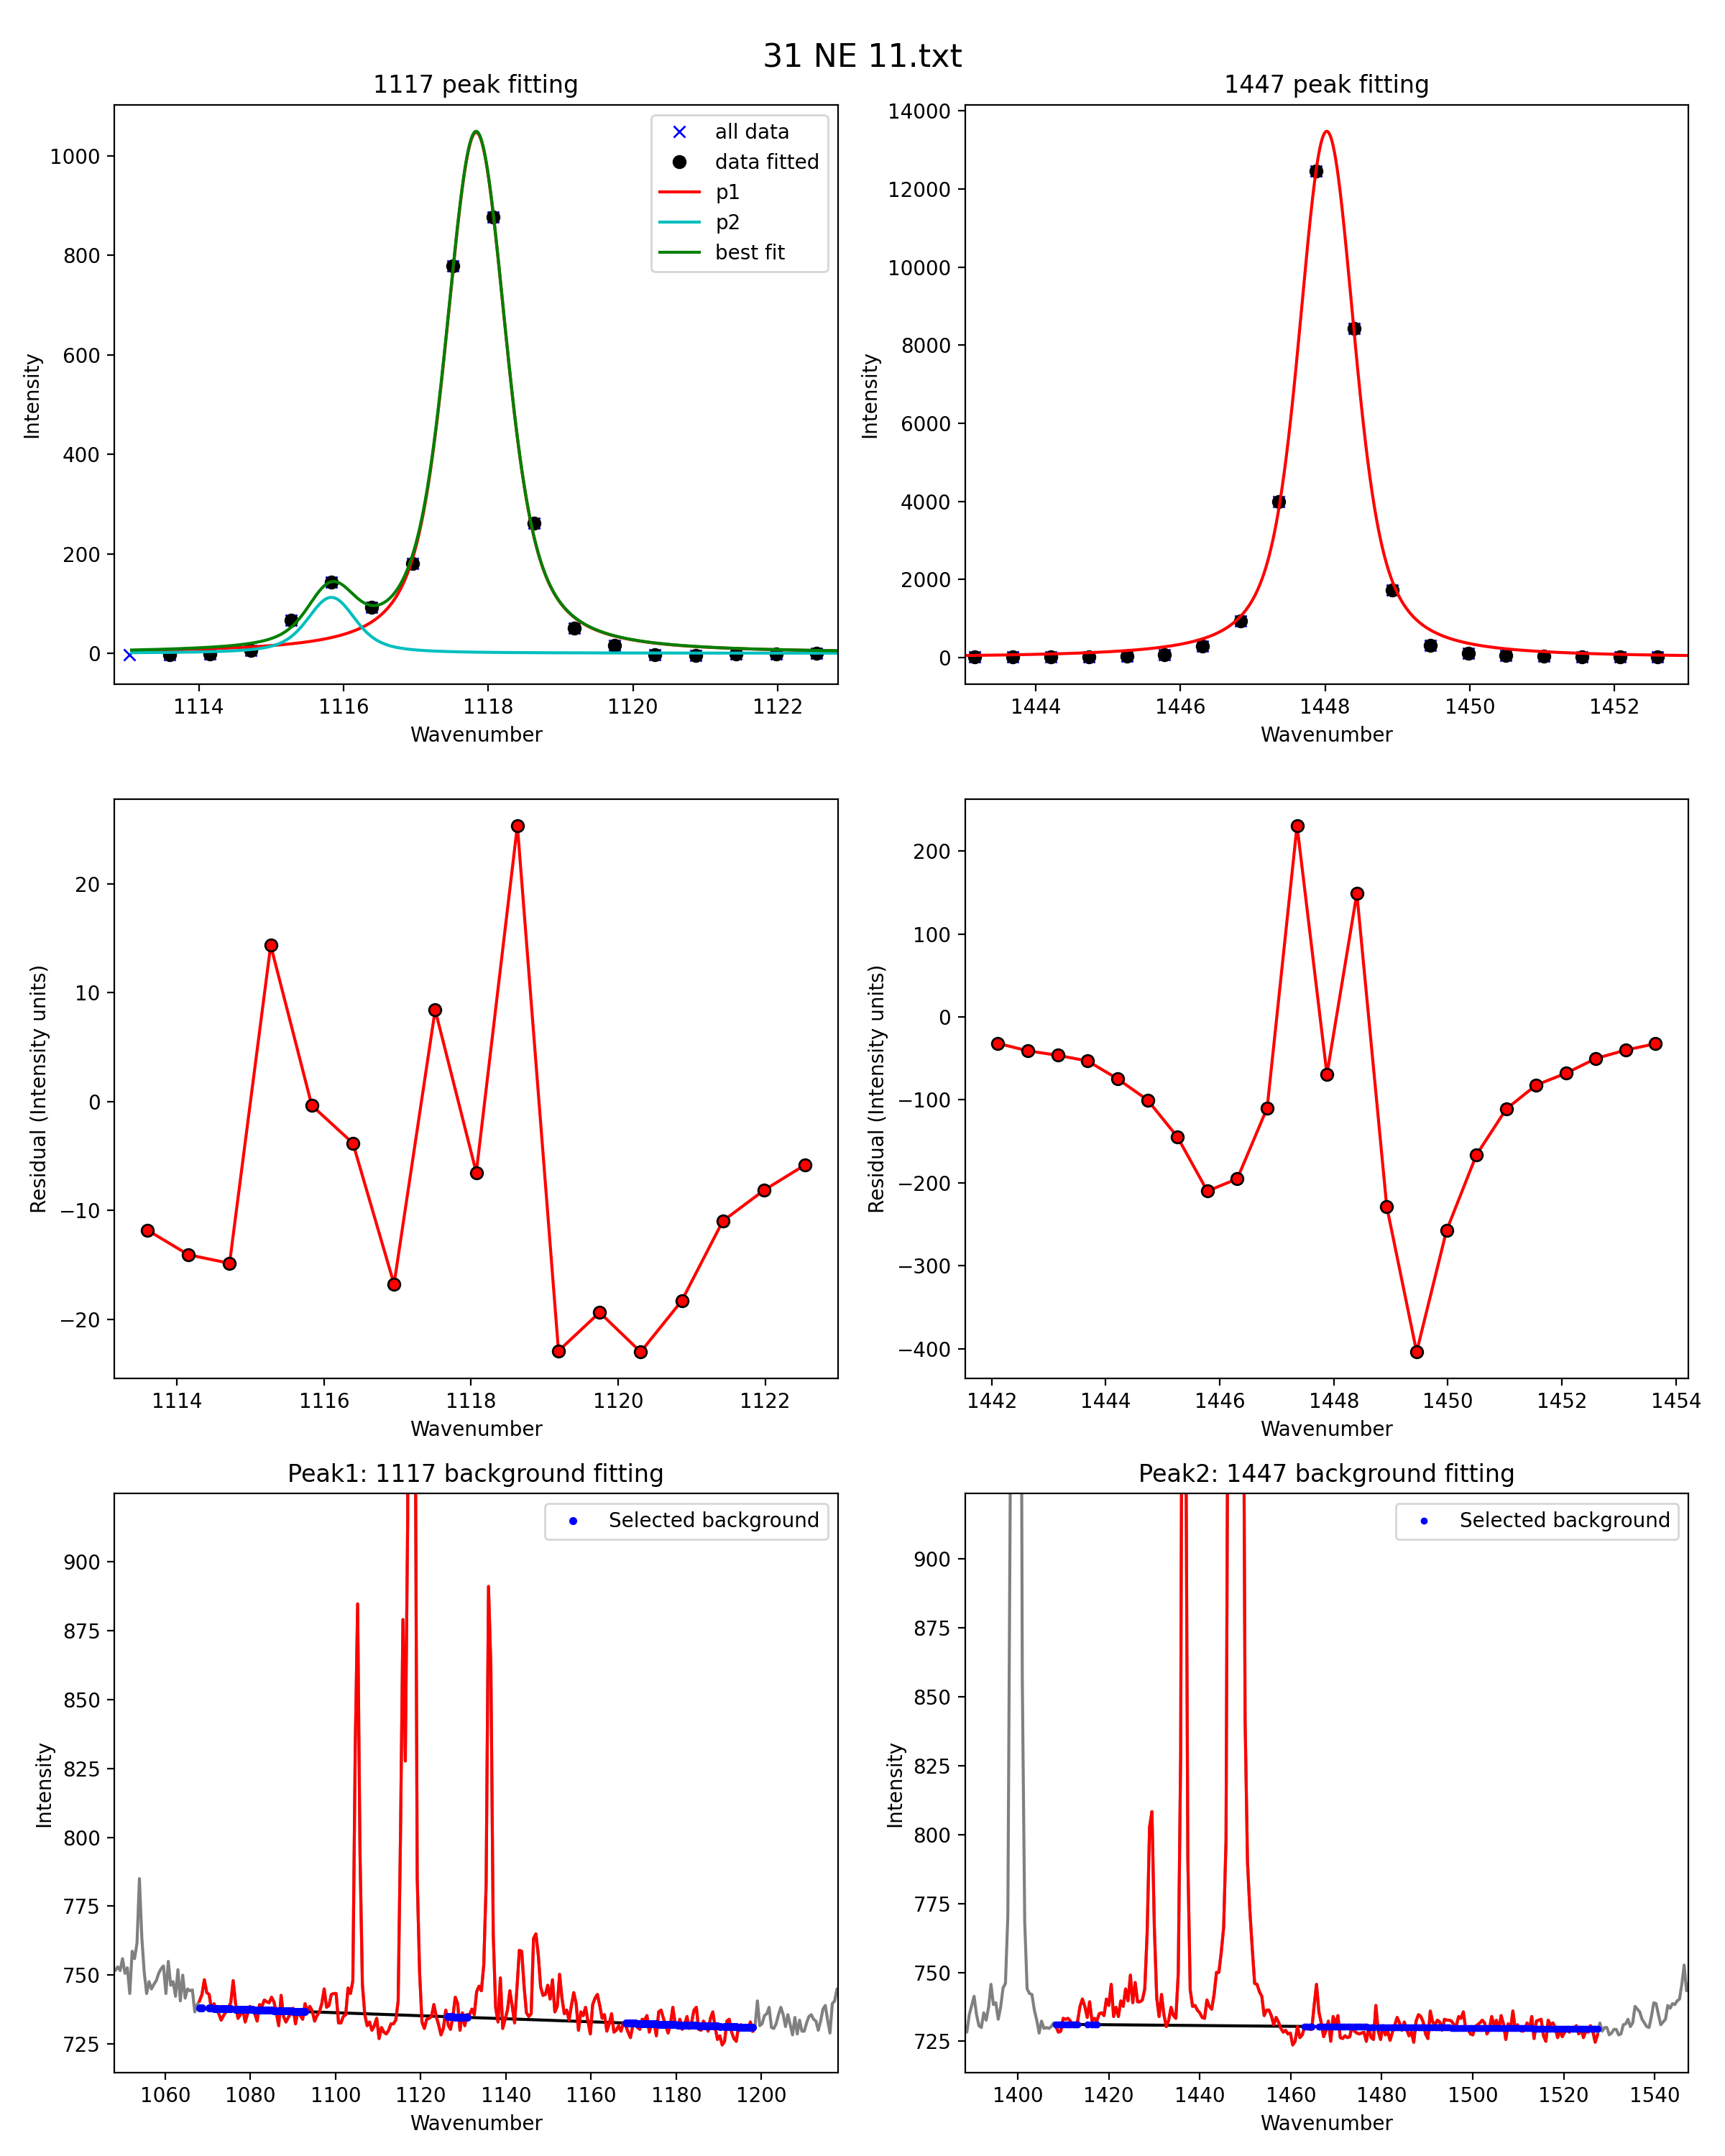 31 NE 11.txt
1117 peak fitting
1000
800
600
400
200
0
Intensity
all data
data fitted
p1
p2
best fit
1114 1116 1118 1120 1122
Wavenumber
1447 peak fitting
14000
12000
10000
8000
6000
4000
2000
0
Intensity
1444 1446 1448 1450 1452
Wavenumber
20
10
0
−10
−20
Residual (Intensity units)
1114 1116 1118 1120 1122
Wavenumber
200
100
0
−100
−200
−300
−400
Residual (Intensity units)
1442 1444 1446 1448 1450 1452 1454
Wavenumber
Peak1: 1117 background fitting
Selected background
900
875
850
825
800
775
750
725
Intensity
1060 1080 1100 1120 1140 1160 1180 1200
Wavenumber
Peak2: 1447 background fitting
Selected background
900
875
850
825
800
775
750
725
Intensity
1400 1420 1440 1460 1480 1500 1520 1540
Wavenumber